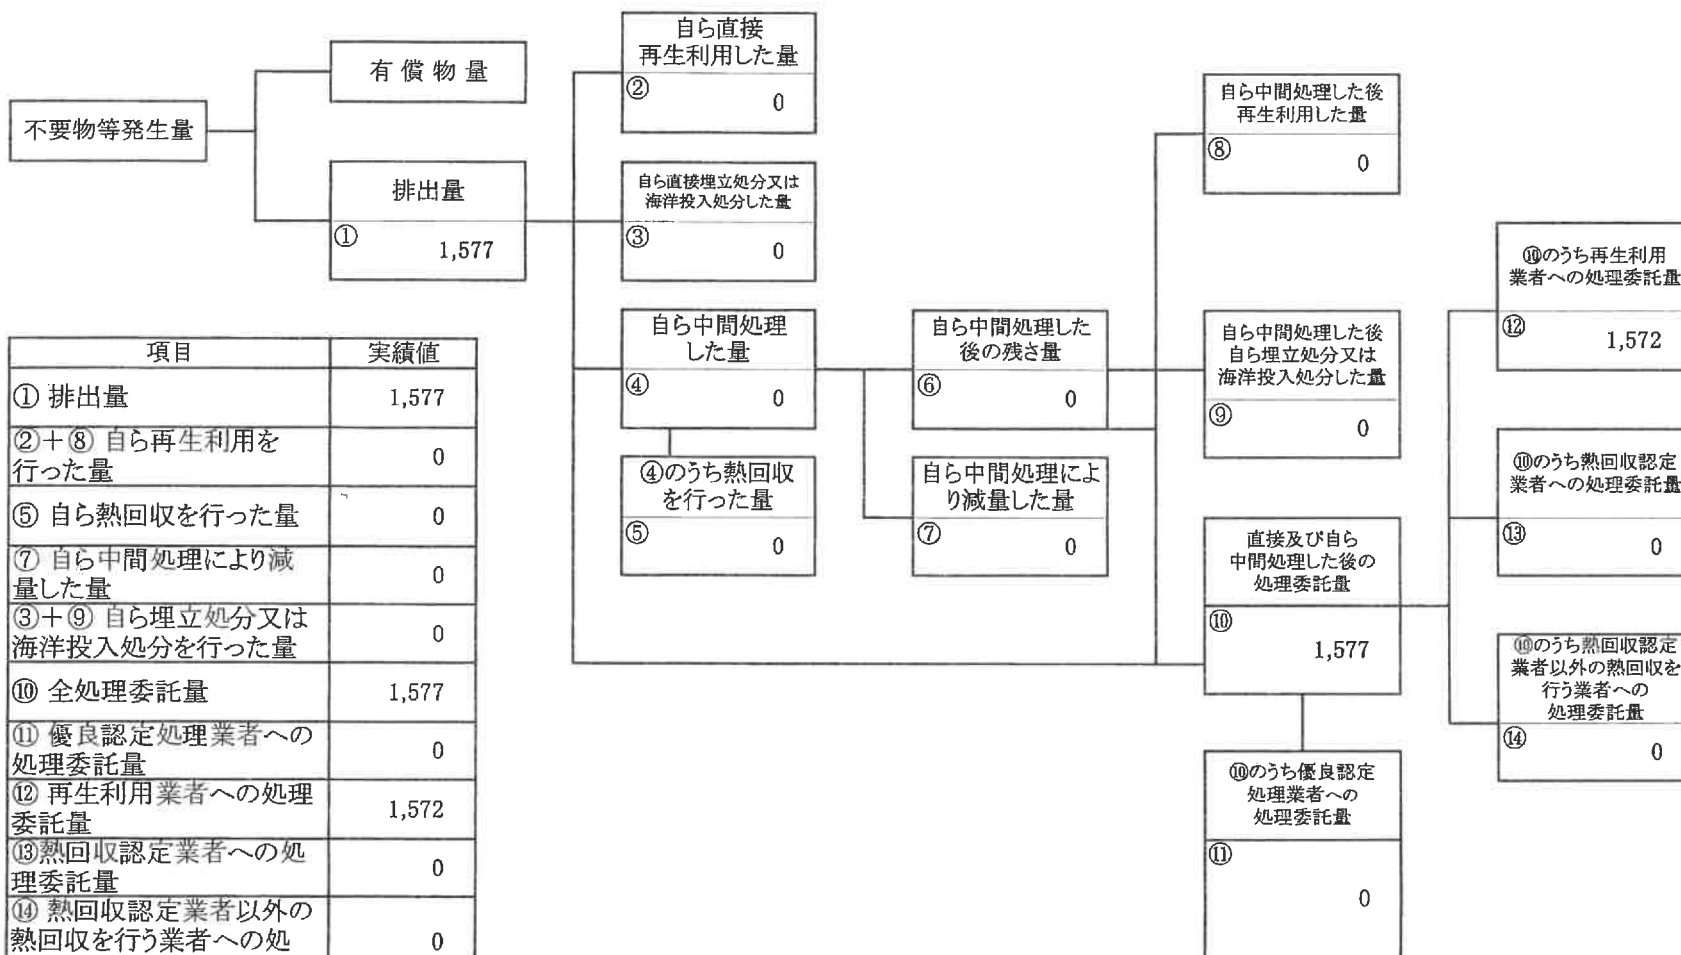 不要物等発生量
有償物量
排出量
①
1,577
自ら直接
再生利用した量
②
0
自ら直接埋立処分又は
海洋投入処分した量
③
0
自ら中間処理
した量
④
0
④のうち熱回収
を行った量
⑤
0
自ら中間処理した
後の残さ量
⑥
0
自ら中間処理によ
り減量した量
⑦
0
自ら中間処理した後
再生利用した量
⑧
0
自ら中間処理した後
自ら埋立処分又は
海洋投入処分した量
⑨
0
直接及び自ら
中間処理した後の
処理委託量
⑩
1,577
⑩のうち優良認定
処理業者への
処理委託量
⑪
0
⑩のうち再生利用
業者への処理委託量
⑫
1,572
⑩のうち熱回収認定
業者への処理委託量
⑬
0
⑩のうち熱回収認定
業者以外の熱回収を
行う業者への
処理委託量
⑭
0
項目 実績値
① 排出量 1,577
②+⑧ 自ら再生利用を
行った量 0
⑤ 自ら熱回収を行った量 0
⑦ 自ら中間処理により減
量した量 0
③+⑨ 自ら埋立処分又は
海洋投入処分を行った量 0
⑩ 全処理委託量 1,577
⑪ 優良認定処理業者への
処理委託量 0
⑫ 再生利用業者への処理
委託量 1,572
⑬熱回収認定業者への処
理委託量 0
⑭ 熱回収認定業者以外の
熱回収を行う業者への処 0